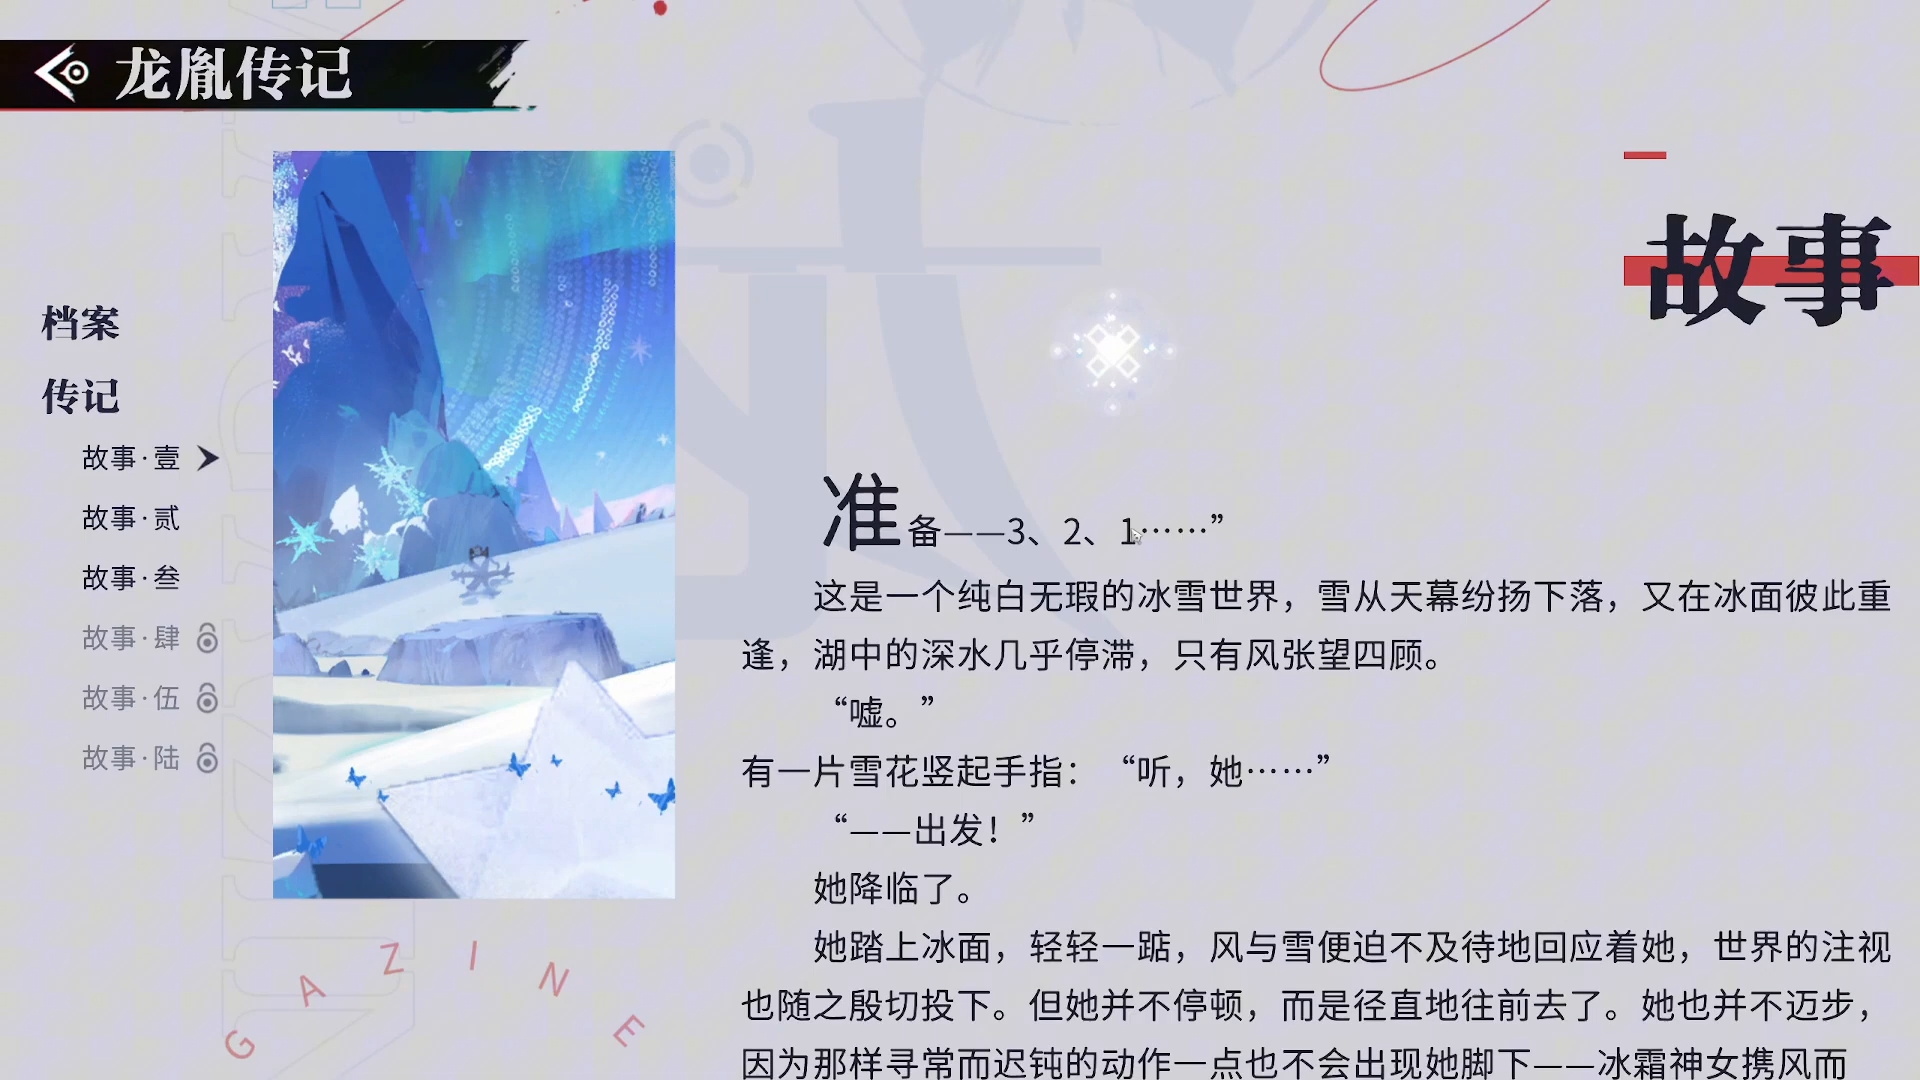 龙胤传记
故事
档案
传记
故事·壹
故事·贰
故事·叁
故事·肆
故事·伍
故事·陆
准备——3、2、1……”
这是一个纯白无瑕的冰雪世界，雪从天幕纷扬下落，又在冰面彼此重
逢，湖中的深水几乎停滞，只有风张望四顾。
“嘘。”
有一片雪花竖起手指：“听，她……”
“——出发！”
她降临了。
她踏上冰面，轻轻一踮，风与雪便迫不及待地回应着她，世界的注视
也随之殷切投下。但她并不停顿，而是径直地往前去了。她也并不迈步，
因为那样寻常而迟钝的动作一点也不会出现她脚下——冰霜神女携风而
GAZINE